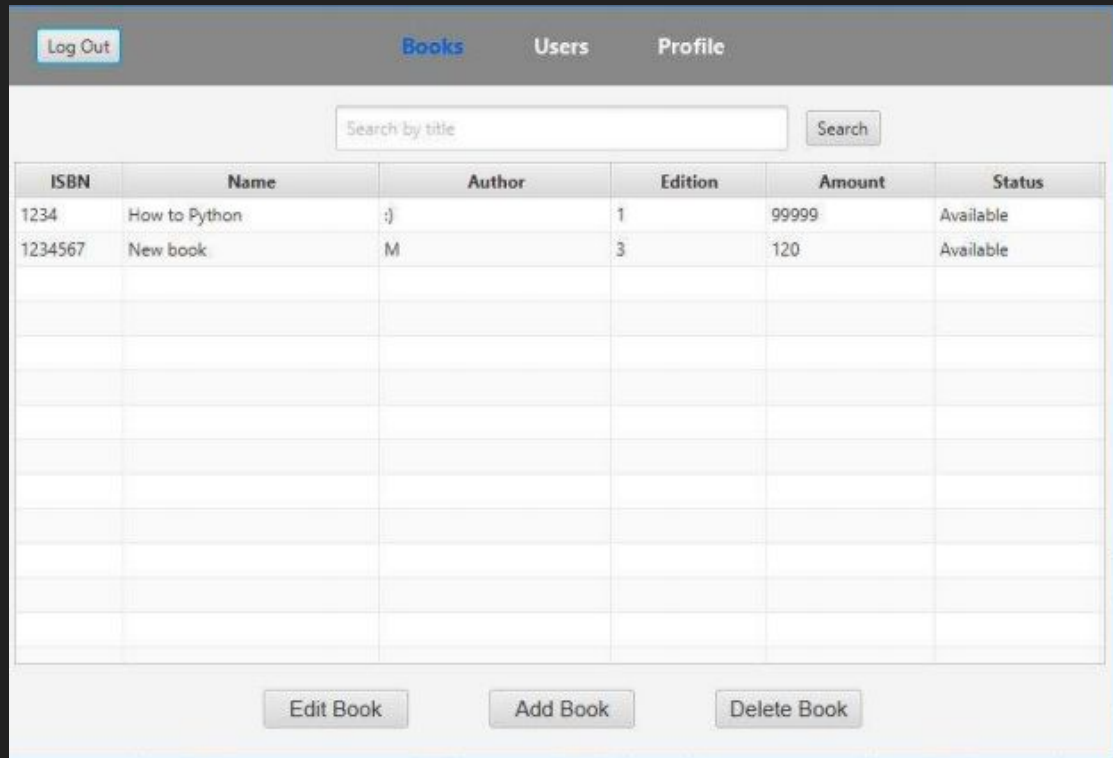 Log Out Books Users Profile
Search by title Search
ISBN Name Author Edition Amount Status
1234 How to Python :) 1 99999 Available
1234567 New book M 3 120 Available
Edit Book Add Book Delete Book